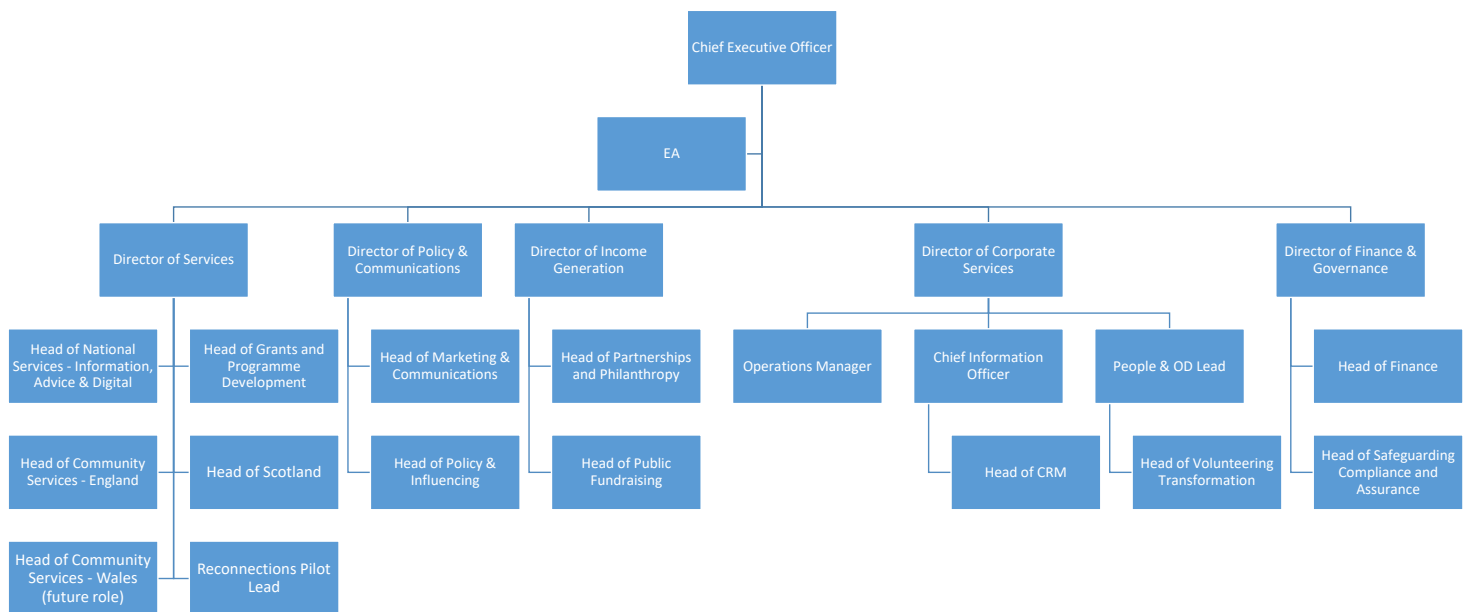 Chief Executive Officer
EA
Director of Services
Director of Policy &
Communications
Director of Income
Generation
Director of Corporate
Services
Director of Finance &
Governance
Head of National
Services - Information,
Advice & Digital
Head of Grants and
Programme
Development
Head of Marketing &
Communications
Head of Partnerships
and Philanthropy
Operations Manager
Chief Information
Officer
People & OD Lead
Head of Finance
Head of Community
Services - England
Head of Scotland
Head of Policy &
Influencing
Head of Public
Fundraising
Head of CRM
Head of Volunteering
Transformation
Head of Safeguarding
Compliance and
Assurance
Head of Community
Services - Wales
(future role)
Reconnections Pilot
Lead